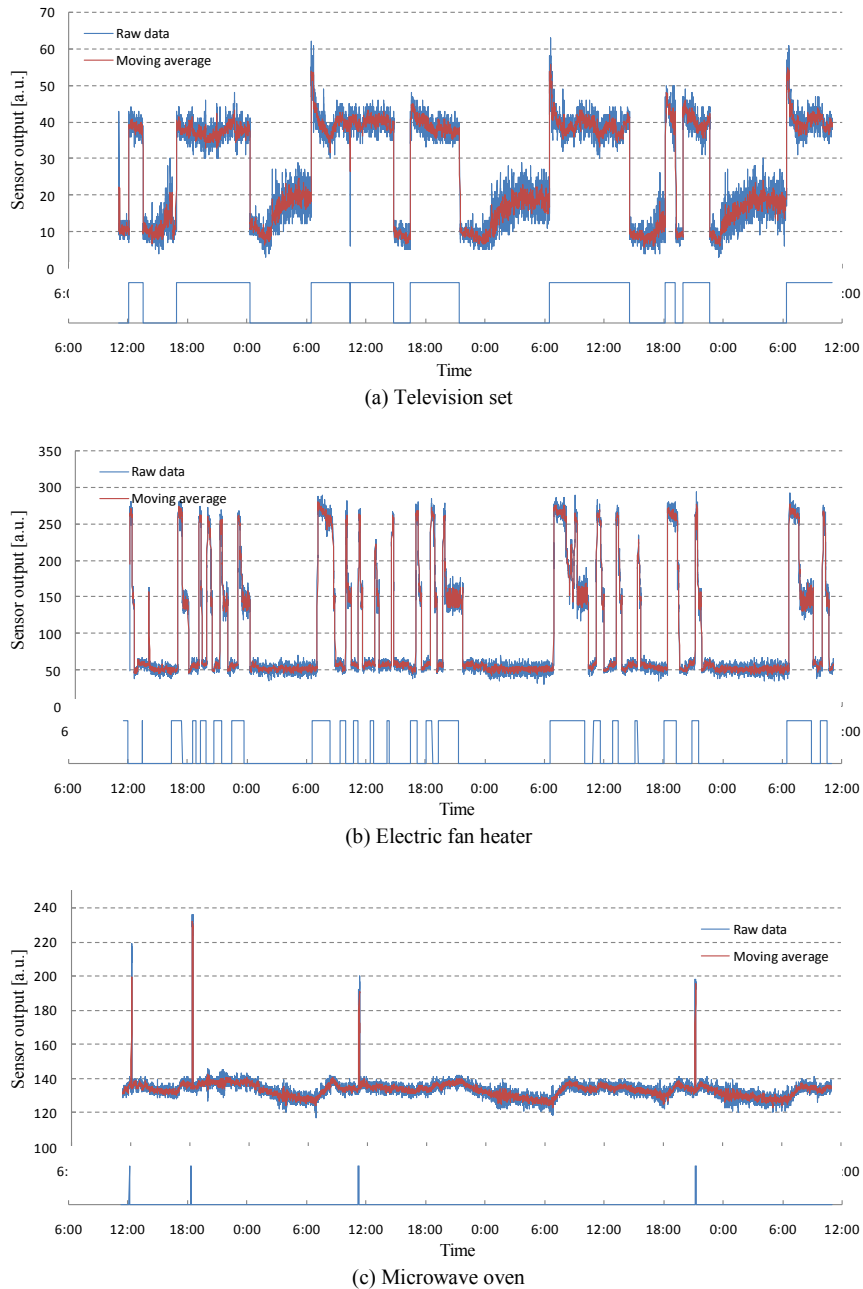 70
Raw data
60
Moving average
50
40
30
20
10
0
Sensor output [a.u.]
6:0
:00
6:00 12:00 18:00 0:00 6:00 12:00 18:00 0:00 6:00 12:00 18:00 0:00 6:00 12:00
Time
(a) Television set
350
Raw data
300
Moving average
250
200
150
100
50
0
Sensor output [a.u.]
6
:00
6:00 12:00 18:00 0:00 6:00 12:00 18:00 0:00 6:00 12:00 18:00 0:00 6:00 12:00
Time
(b) Electric fan heater
240
Raw data
220
Moving average
200
180
160
140
120
100
Sensor output [a.u.]
6:
:00
6:00 12:00 18:00 0:00 6:00 12:00 18:00 0:00 6:00 12:00 18:00 0:00 6:00 12:00
Time
(c) Microwave oven